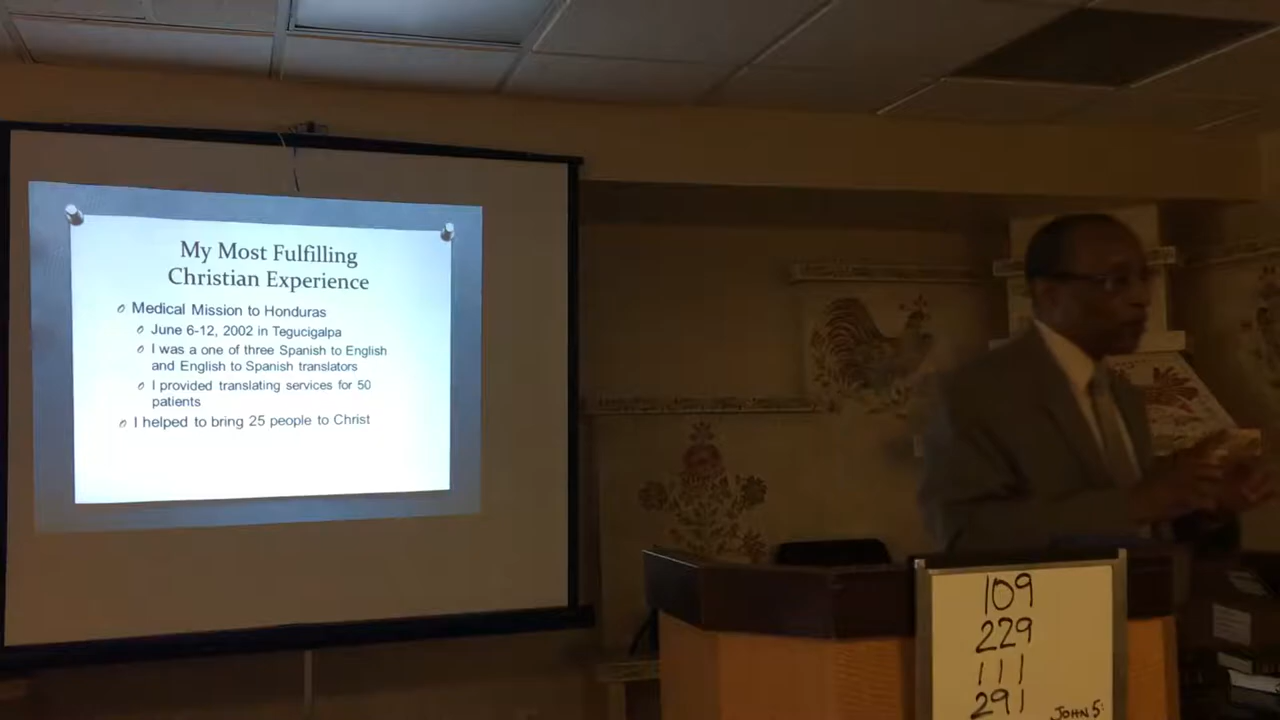 My Most Fulfilling
Christian Experience
Medical Mission to Honduras
June 6-12, 2002 in Tegucigalpa
I was a one of three Spanish to English
and English to Spanish translators
I provided translating services for 50
patients
I helped to bring 25 people to Christ
109
229
111
291
JOHN 5: